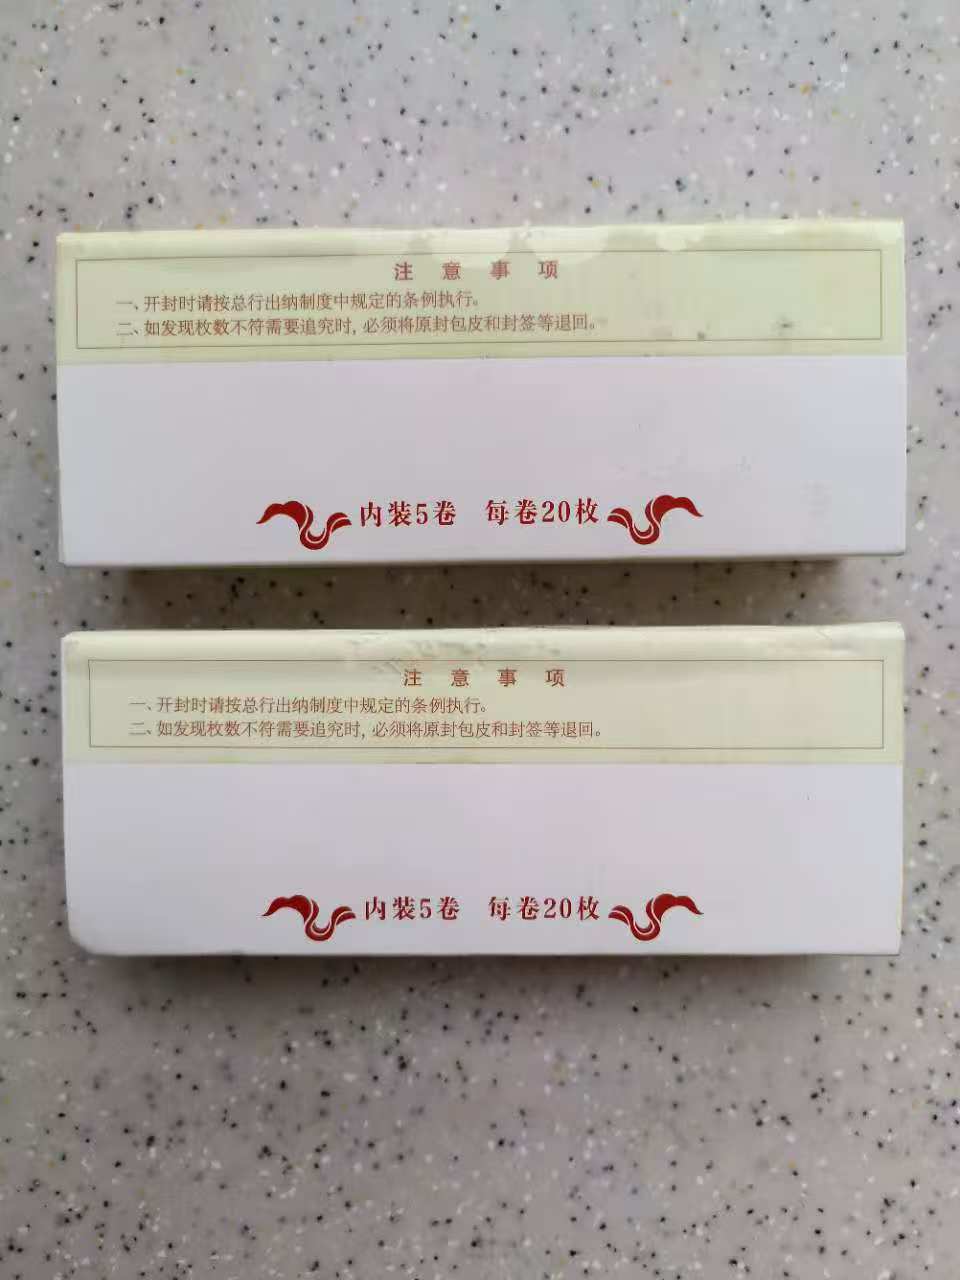 注意事项
一、开封时请按总行出纳制度中规定的条例执行。
二、如发现枚数不符需要追究时,必须将原封包皮和封签等退回。
内装5卷 每卷20枚
注意事项
一、开封时请按总行出纳制度中规定的条例执行。
二、如发现枚数不符需要追究时,必须将原封包皮和封签等退回。
内装5卷 每卷20枚